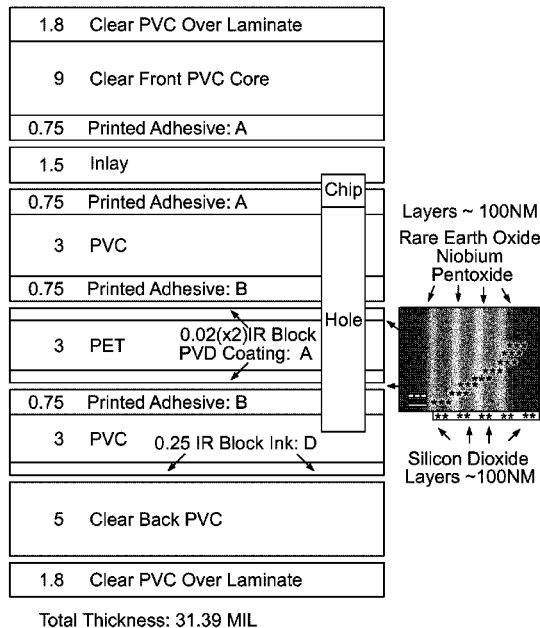 1.8 Clear PVC Over Laminate
9 Clear Front PVC Core
0.75 Printed Adhesive: A
1.5 Inlay
Chip
0.75 Printed Adhesive: A
3 PVC
0.75 Printed Adhesive: B
Hole
0.02(x2)IR Block
3 PET
PVD Coating: A
0.75 Printed Adhesive: B
3 PVC
0.25 IR Block Ink: D
5 Clear Back PVC
1.8 Clear PVC Over Laminate
Total Thickness: 31.39 MIL
Layers ~ 100NM
Rare Earth Oxide
Niobium
Pentoxide
Silicon Dioxide
Layers ~100NM